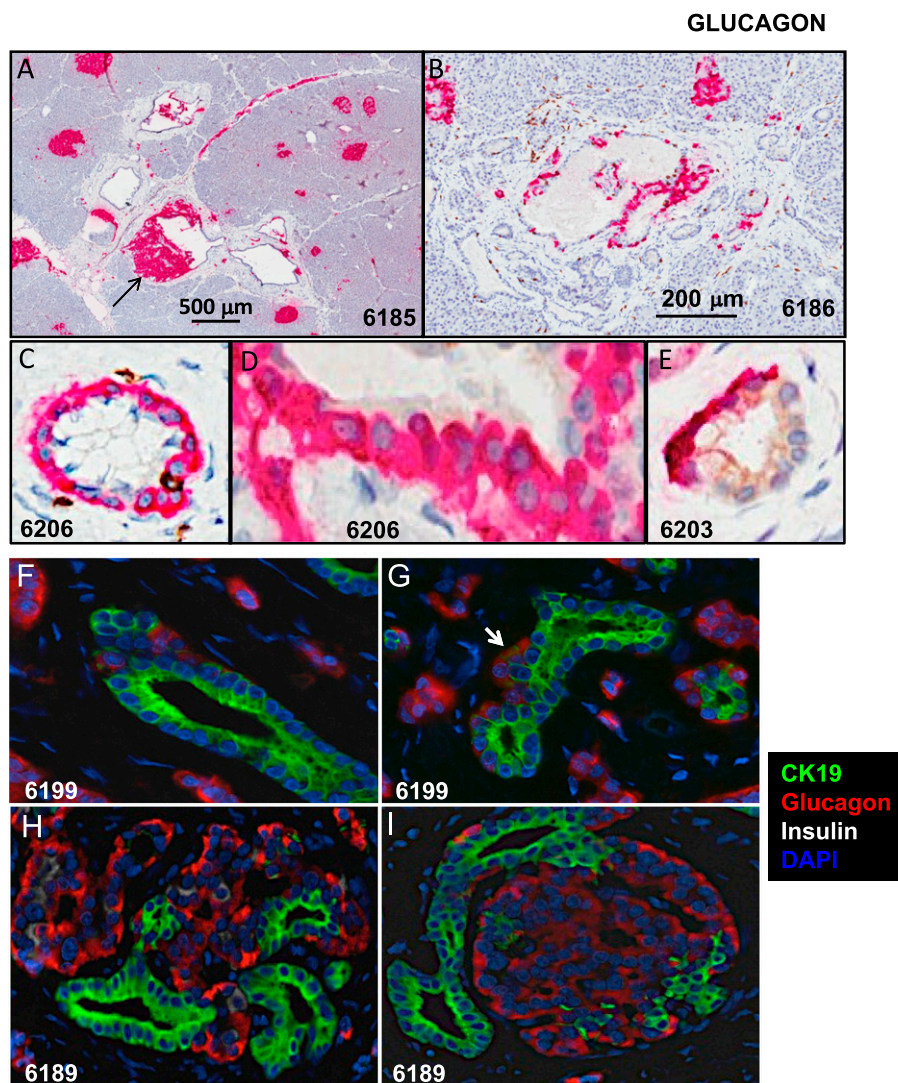 GLUCAGON
A
B
500 µm
6185
200 µm
6186
C
D
E
6206
6206
6203
F
G
6199
6199
H
I
CK19
Glucagon
Insulin
DAPI
6189
6189